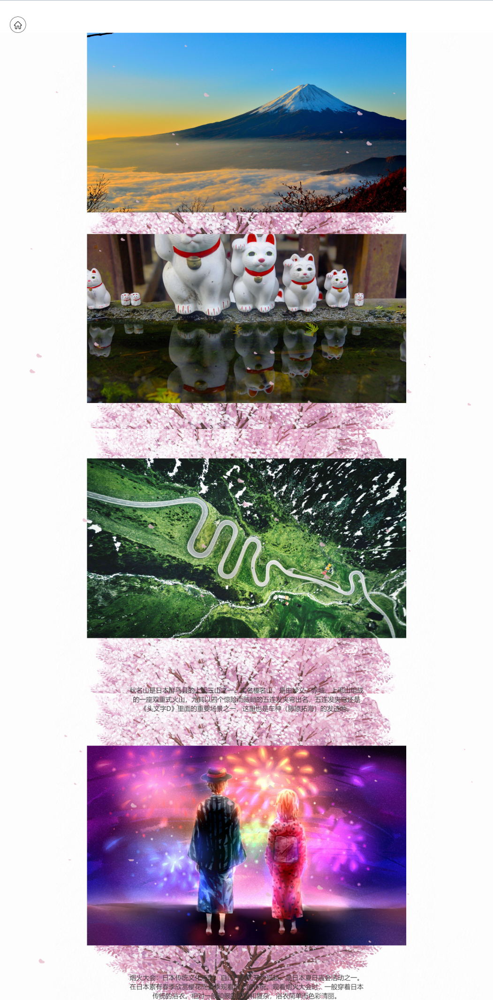 秋名山是日本群马县的上毛三山之一，实名榛名山，是由妙义、赤城、上毛山组成
的一座双重式火山，尤其以四个惊险而陡峭的五连发夹弯出名，五连发夹弯还是
《头文字D》里面的重要场景之一，这里也是车神（藤原拓海）的发迹地。
烟火大会：日本传统文化活动，自江户时代开始兴起，是日本夏日庙会活动之一。
在日本素有春季欣赏樱花而夏季观看烟火的传统。观看烟火大会时，一般穿着日本
传统的浴衣。相对一般和服的昂贵和复杂，浴衣简单而色彩清丽。